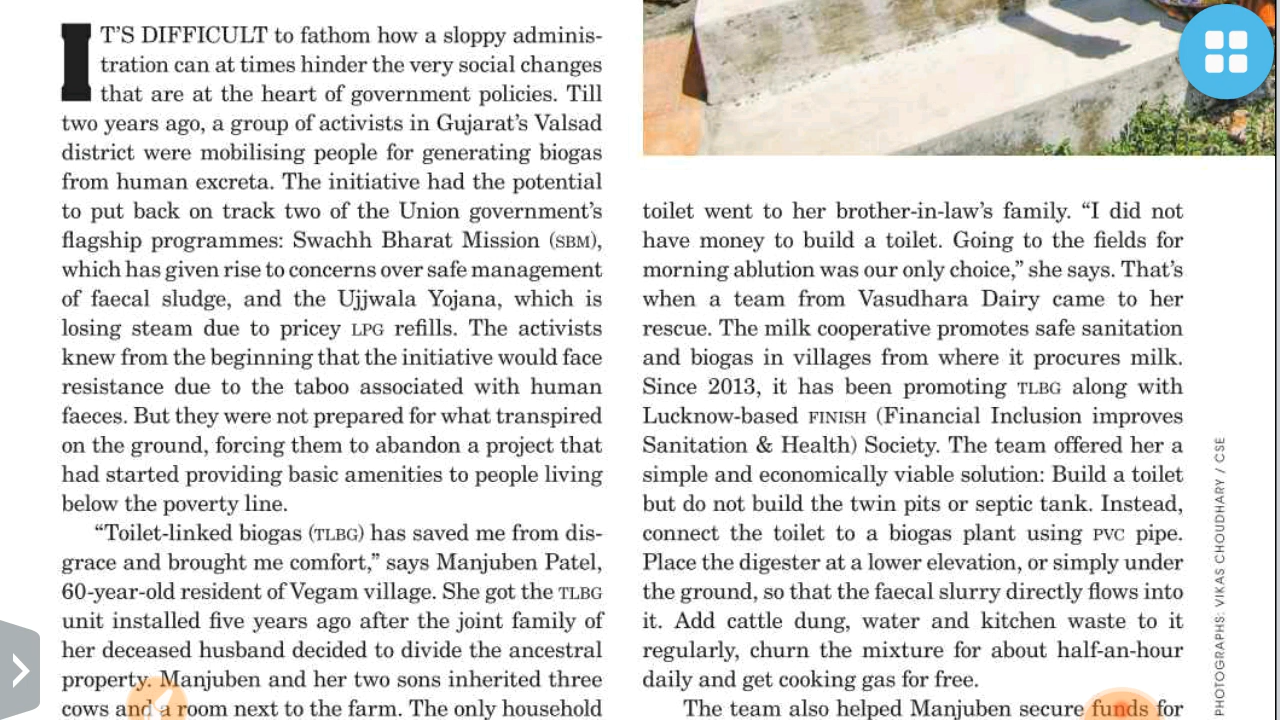 IT'S DIFFICULT to fathom how a sloppy adminis-
tration can at times hinder the very social changes
that are at the heart of government policies. Till
two years ago, a group of activists in Gujarat's Valsad
district were mobilising people for generating biogas
from human excreta. The initiative had the potential
to put back on track two of the Union government's
flagship programmes: Swachh Bharat Mission (SBM),
which has given rise to concerns over safe management
of faecal sludge, and the Ujjwala Yojana, which is
losing steam due to pricey LPG refills. The activists
knew from the beginning that the initiative would face
resistance due to the taboo associated with human
faeces. But they were not prepared for what transpired
on the ground, forcing them to abandon a project that
had started providing basic amenities to people living
below the poverty line.
"Toilet-linked biogas (TLBG) has saved me from dis-
grace and brought me comfort," says Manjuben Patel,
60-year-old resident of Vegam village. She got the TLBG
unit installed five years ago after the joint family of
her deceased husband decided to divide the ancestral
property. Manjuben and her two sons inherited three
cows and a room next to the farm. The only household
toilet went to her brother-in-law's family. "I did not
have money to build a toilet. Going to the fields for
morning ablution was our only choice," she says. That's
when a team from Vasudhara Dairy came to her
rescue. The milk cooperative promotes safe sanitation
and biogas in villages from where it procures milk.
Since 2013, it has been promoting TLBG along with
Lucknow-based FINISH (Financial Inclusion improves
Sanitation & Health) Society. The team offered her a
simple and economically viable solution: Build a toilet
but do not build the twin pits or septic tank. Instead,
connect the toilet to a biogas plant using PVC pipe.
Place the digester at a lower elevation, or simply under
the ground, so that the faecal slurry directly flows into
it. Add cattle dung, water and kitchen waste to it
regularly, churn the mixture for about half-an-hour
daily and get cooking gas for free.
The team also helped Manjuben secure funds for
PHOTOGRAPHS: VIKAS CHOUDHARY / CSE